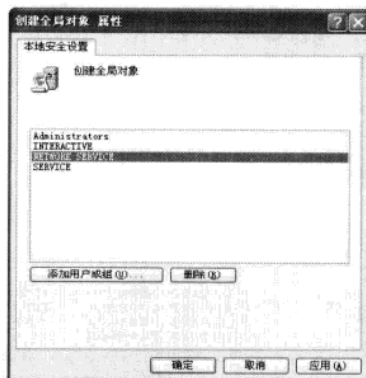 创建全局对象 属性
本地安全设置
创建全局对象
Administrators
INTERACTIVE
NETWORK SERVICE
SERVICE
添加用户或组(U)... 删除(R)
确定 取消 应用(A)